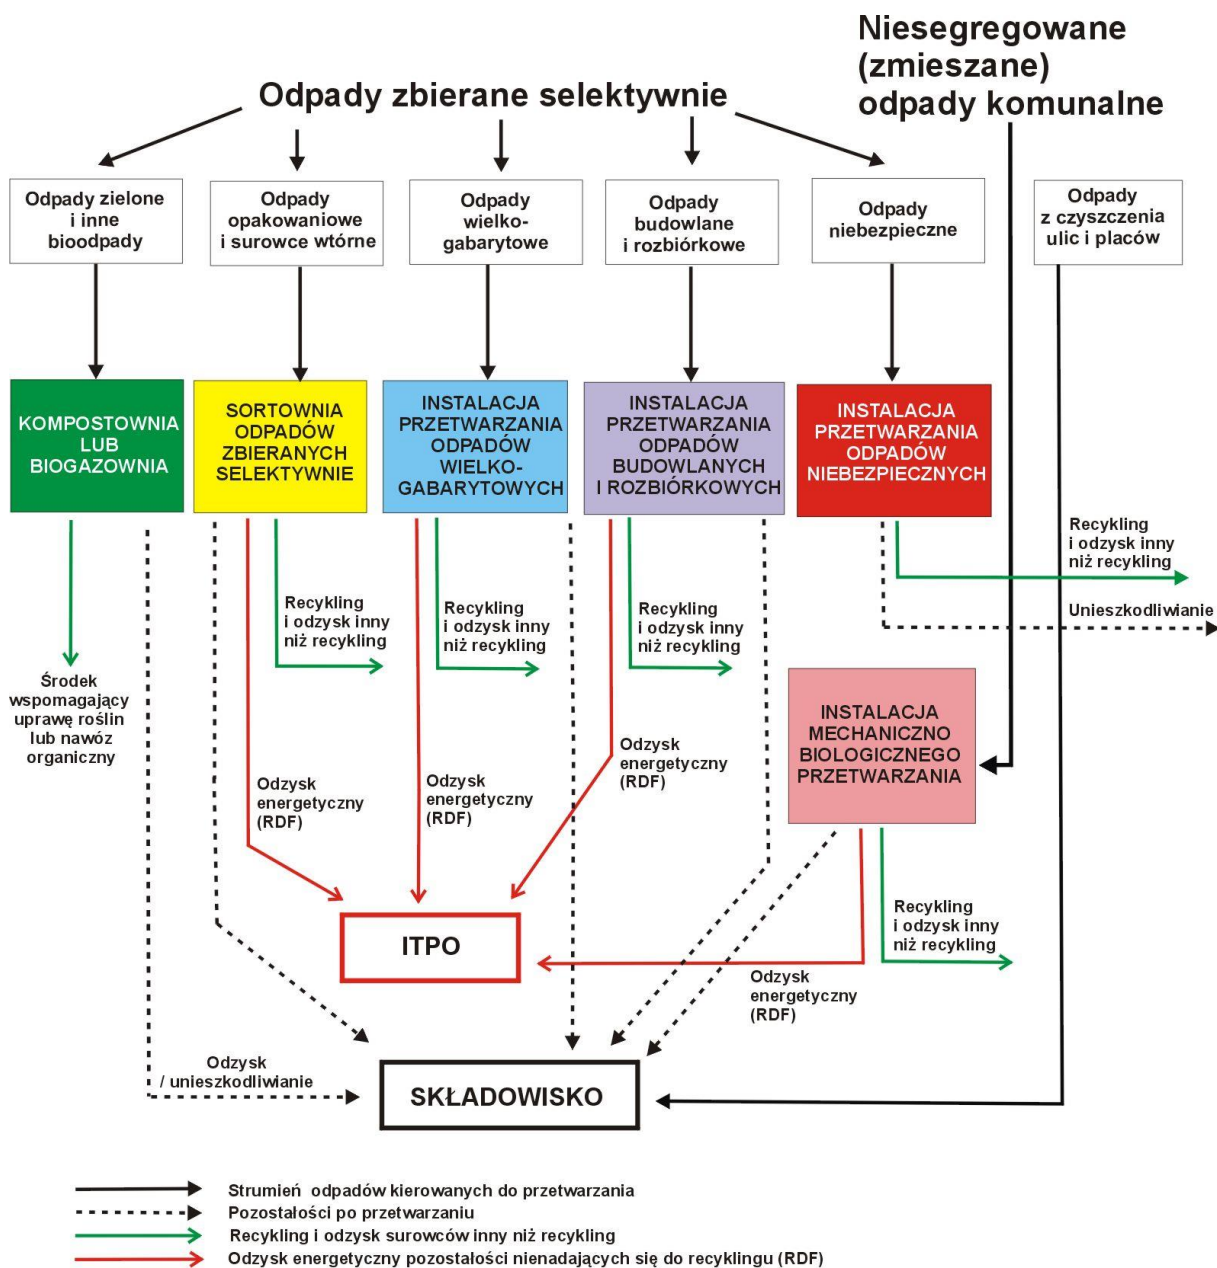 Niesegregowane
(zmieszane)
odpady komunalne
Odpady zbierane selektywnie
Odpady zielone
i inne
bioodpady
Odpady
opakowaniowe
i surowce wtórne
Odpady
wielko-
gabarytowe
Odpady
budowlane
i rozbiórkowe
Odpady
niebezpieczne
Odpady
z czyszczenia
ulic i placów
KOMPOSTOWNIA
LUB
BIOGAZOWNIA
SORTOWNIA
ODPADÓW
ZBIERANYCH
SELEKTYWNIE
INSTALACJA
PRZETWARZANIA
ODPADÓW
WIELKO-
GABARYTOWYCH
INSTALACJA
PRZETWARZANIA
ODPADÓW
BUDOWLANYCH
I ROZBIÓRKOWYCH
INSTALACJA
PRZETWARZANIA
ODPADÓW
NIEBEZPIECZNYCH
Recykling
i odzysk inny
niż recykling
Unieszkodliwianie
Recykling
i odzysk inny
niż recykling
Recykling
i odzysk inny
niż recykling
Recykling
i odzysk inny
niż recykling
Środek
wspomagający
uprawę roślin
lub nawóz
organiczny
INSTALACJA
MECHANICZNO
BIOLOGICZNEGO
PRZETWARZANIA
Odzysk
energetyczny
(RDF)
Odzysk
energetyczny
(RDF)
Odzysk
energetyczny
(RDF)
Recykling
i odzysk inny
niż recykling
ITPO
Odzysk
energetyczny
(RDF)
Odzysk
/ unieszkodliwianie
SKŁADOWISKO
Strumień odpadów kierowanych do przetwarzania
Pozostałości po przetwarzaniu
Recykling i odzysk surowców inny niż recykling
Odzysk energetyczny pozostałości nienadających się do recyklingu (RDF)